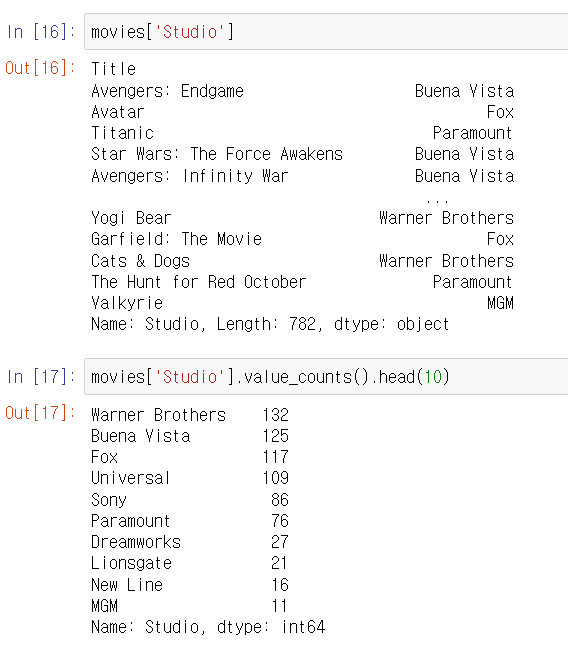 In [16]: movies['Studio']
Out[16]: Title
Avengers: Endgame Buena Vista
Avatar Fox
Titanic Paramount
Star Wars: The Force Awakens Buena Vista
Avengers: Infinity War Buena Vista
...
Yogi Bear Warner Brothers
Garfield: The Movie Fox
Cats & Dogs Warner Brothers
The Hunt for Red October Paramount
Valkyrie MGM
Name: Studio, Length: 782, dtype: object
In [17]: movies['Studio'].value_counts().head(10)
Out[17]: Warner Brothers 132
Buena Vista 125
Fox 117
Universal 109
Sony 86
Paramount 76
Dreamworks 27
Lionsgate 21
New Line 16
MGM 11
Name: Studio, dtype: int64